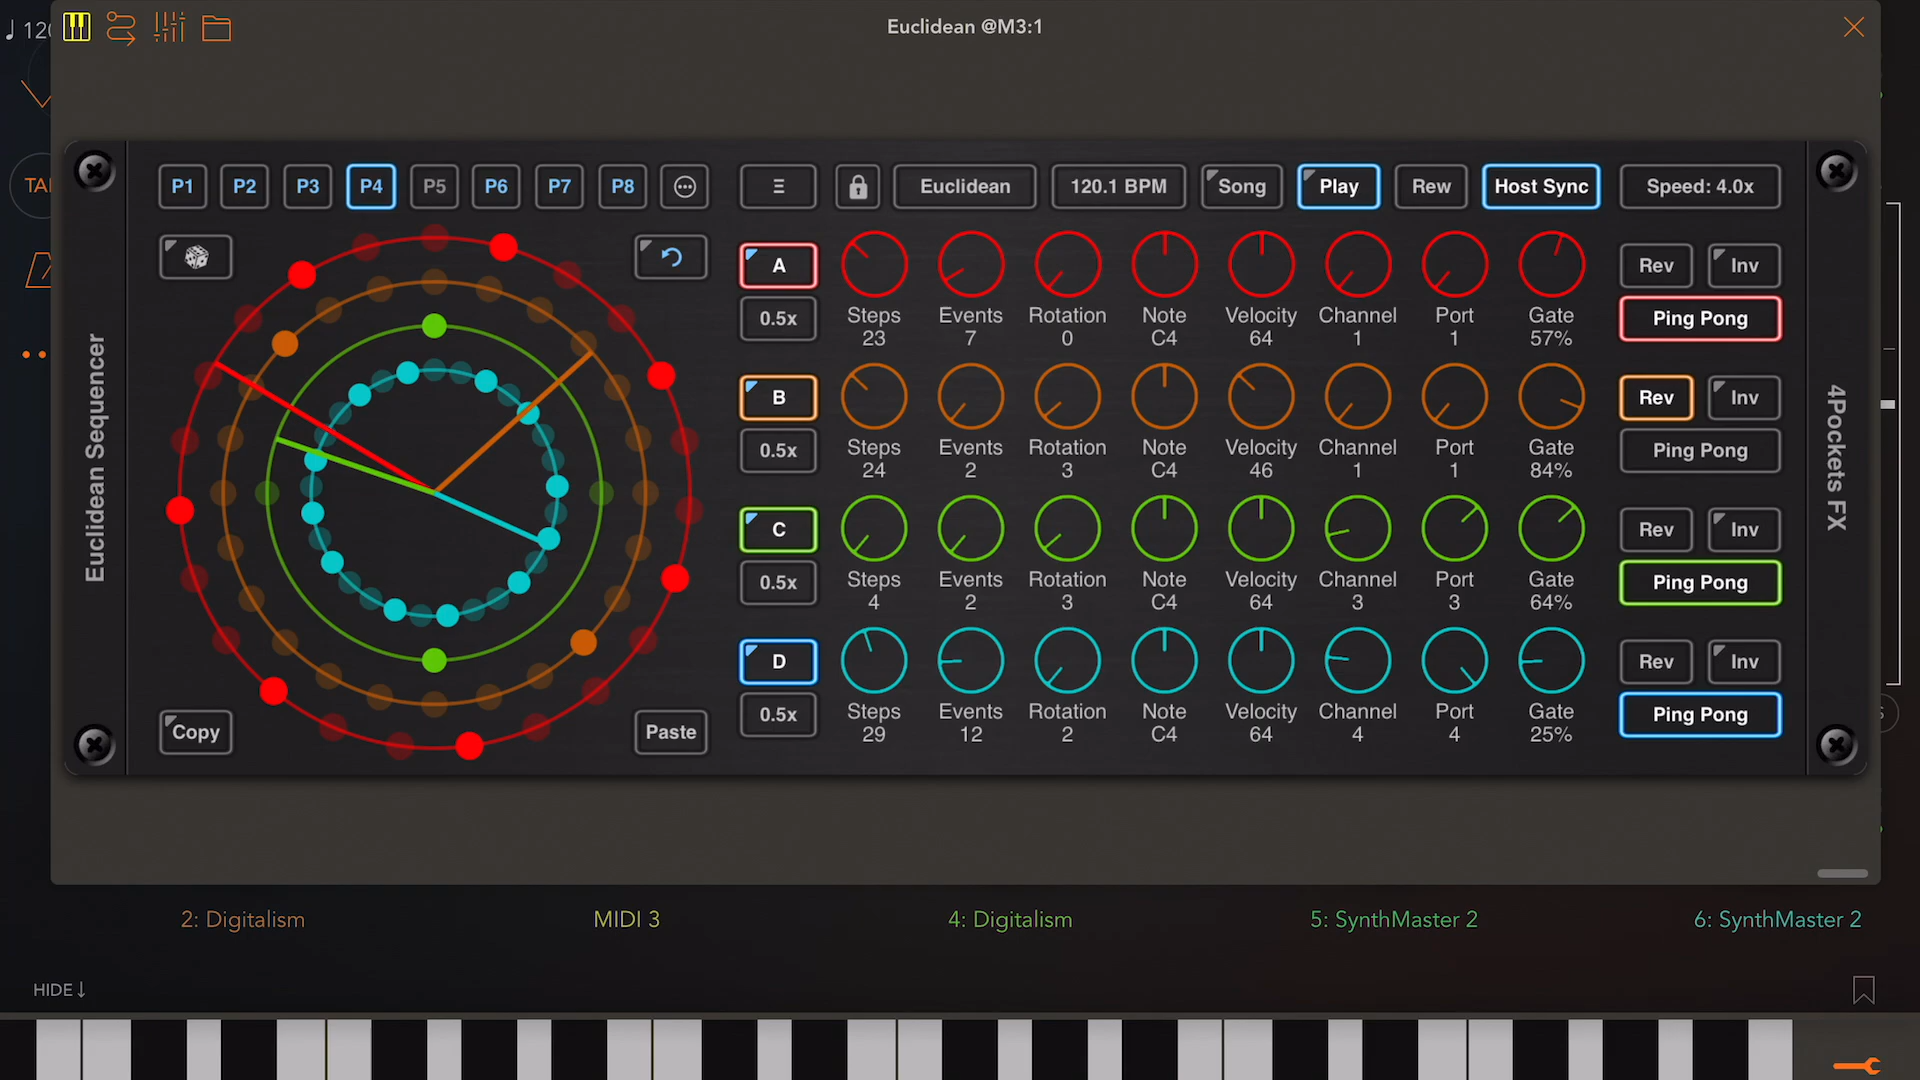 Euclidean @M3:1
P1 P2 P3 P4 P5 P6 P7 P8
Euclidean 120.1 BPM Song Play Rew Host Sync Speed: 4.0x
Euclidean Sequencer
Copy
Paste
A
0.5x
Steps Events Rotation Note Velocity Channel Port Gate
23 7 0 C4 64 1 1 57%
Rev Inv
Ping Pong
B
0.5x
Steps Events Rotation Note Velocity Channel Port Gate
24 2 3 C4 46 1 1 84%
Rev Inv
Ping Pong
C
0.5x
Steps Events Rotation Note Velocity Channel Port Gate
4 2 3 C4 64 3 3 64%
Rev Inv
Ping Pong
D
0.5x
Steps Events Rotation Note Velocity Channel Port Gate
29 12 2 C4 64 4 4 25%
Rev Inv
Ping Pong
4Pockets FX
2: Digitalism MIDI 3 4: Digitalism 5: SynthMaster 2 6: SynthMaster 2
HIDE